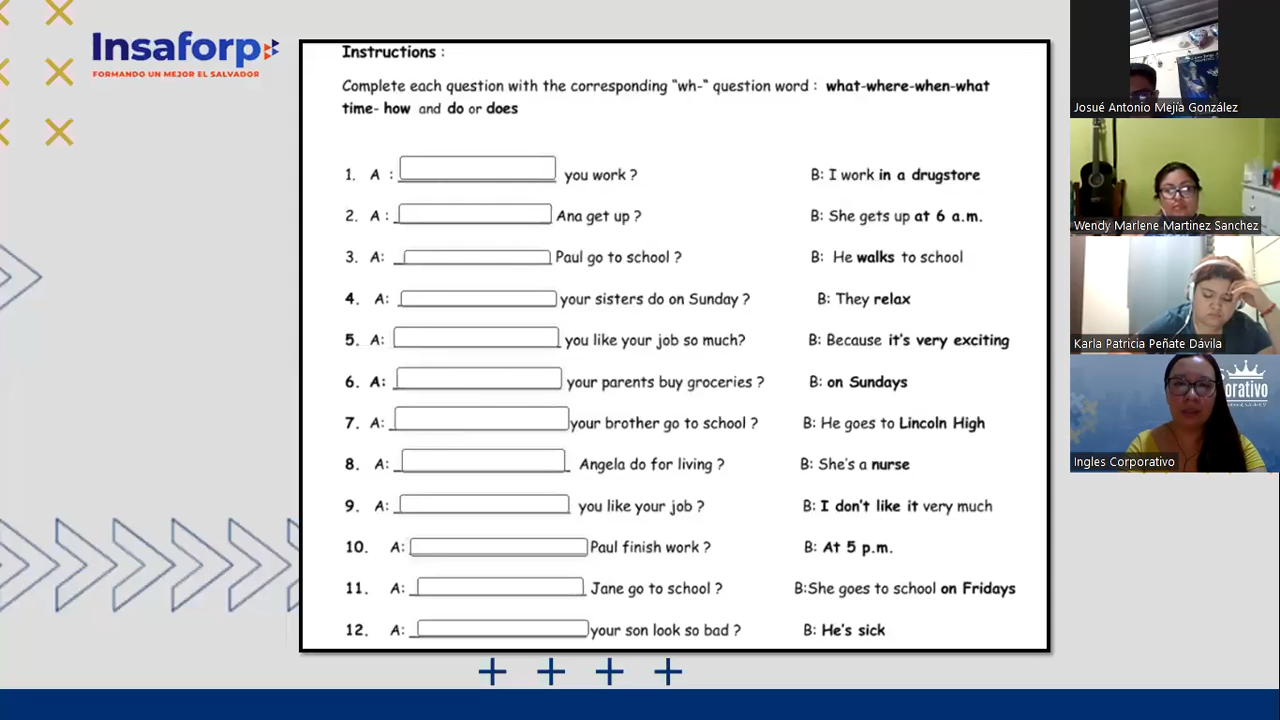 Insaforp
FORMANDO UN MEJOR EL SALVADOR
Instructions :
Complete each question with the corresponding "wh-" question word : what-where-when-what
time- how and do or does
1. A : you work ? B: I work in a drugstore
2. A : Ana get up ? B: She gets up at 6 a.m.
3. A: Paul go to school ? B: He walks to school
4. A: your sisters do on Sunday ? B: They relax
5. A: you like your job so much? B: Because it's very exciting
6. A: your parents buy groceries ? B: on Sundays
7. A: your brother go to school ? B: He goes to Lincoln High
8. A: Angela do for living ? B: She's a nurse
9. A: you like your job ? B: I don't like it very much
10. A: Paul finish work ? B: At 5 p.m.
11. A: Jane go to school ? B:She goes to school on Fridays
12. A: your son look so bad ? B: He's sick
Josué Antonio Mejía González
Wendy Marlene Martinez Sanchez
Karla Patricia Peñate Dávila
Ingles Corporativo